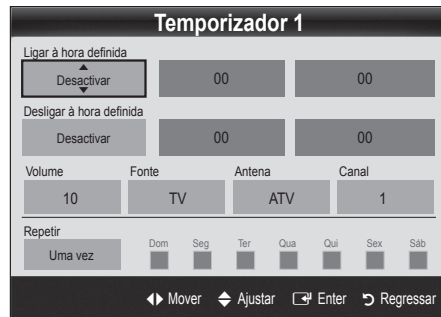 Temporizador 1
Ligar à hora definida
Desactivar 00 00
Desligar à hora definida
Desactivar 00 00
Volume Fonte Antena Canal
10 TV ATV 1
Repetir
Uma vez Dom Seg Ter Qua Qui Sex Sáb
Mover Ajustar Enter Regressar